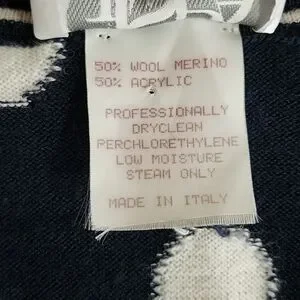 50% WOOL MERINO
50% ACRYLIC
PROFESSIONALLY
DRYCLEAN
PERCHLORETHYLENE
LOW MOISTURE
STEAM ONLY
MADE IN ITALY